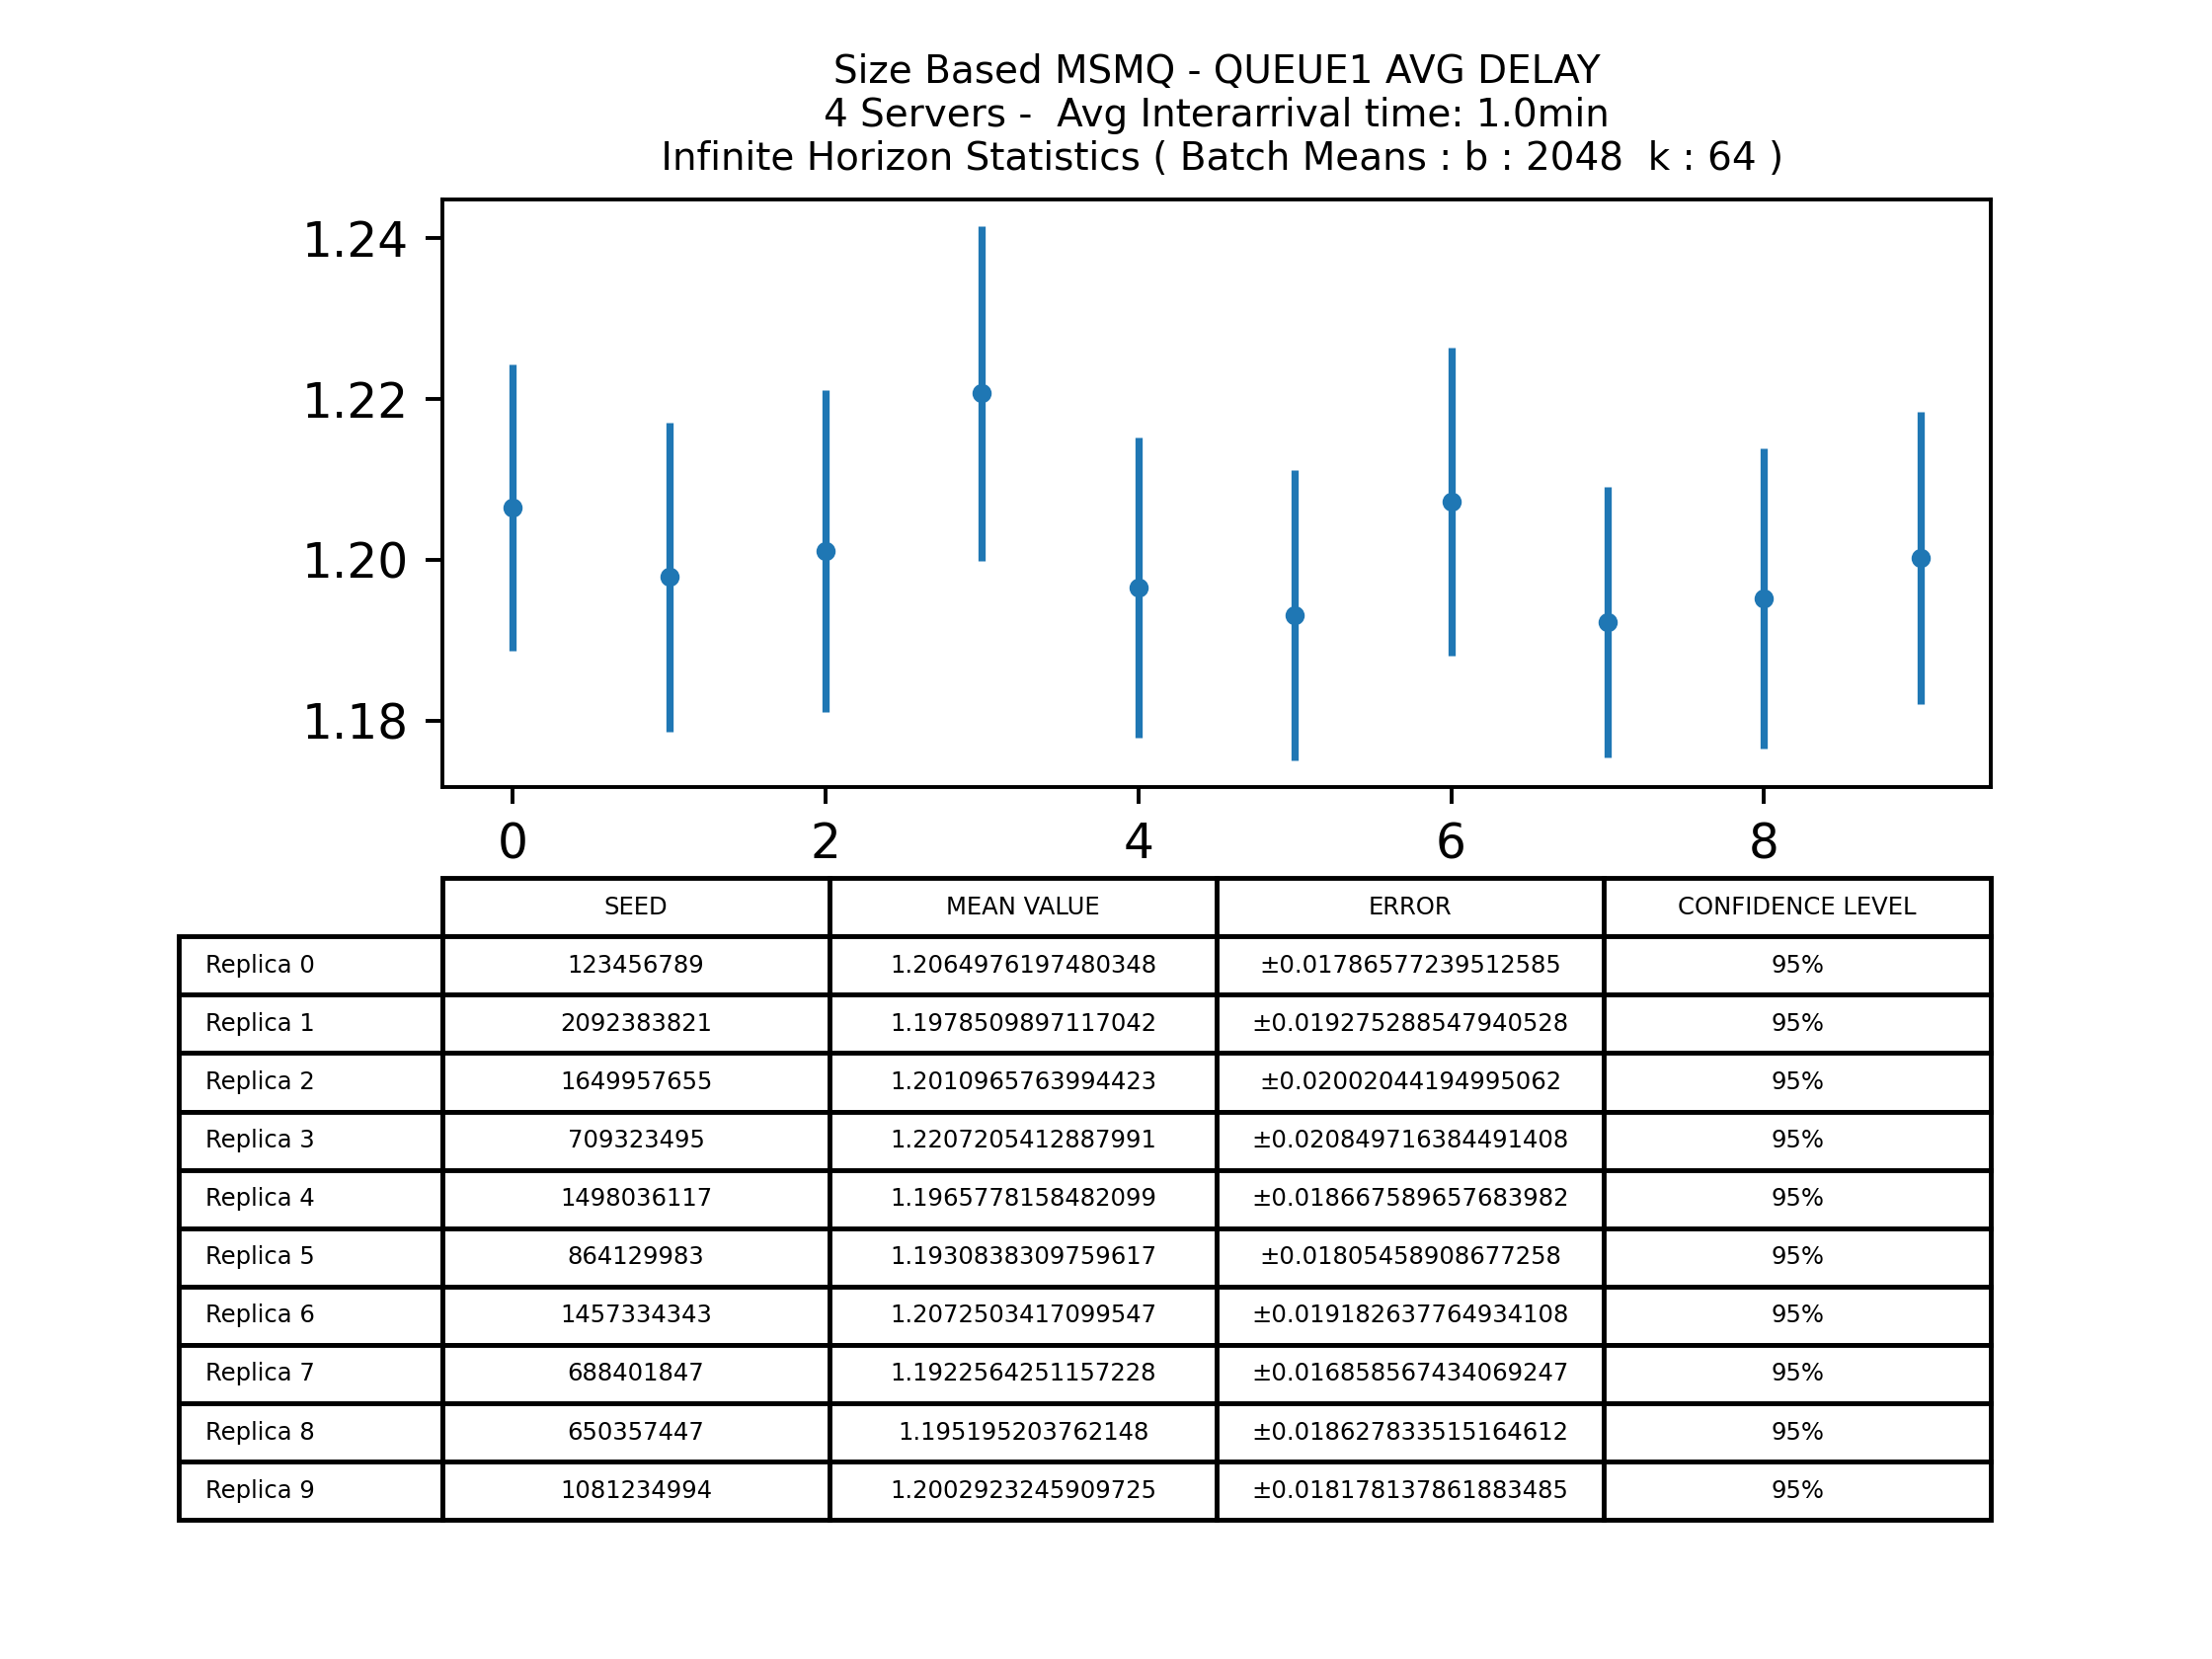 Size Based MSMQ - QUEUE1 AVG DELAY
4 Servers -  Avg Interarrival time: 1.0min
Infinite Horizon Statistics ( Batch Means : b : 2048  k : 64 )
1.24
1.22
1.20
1.18
0 2 4 6 8
SEED MEAN VALUE ERROR CONFIDENCE LEVEL
Replica 0 123456789 1.2064976197480348 ±0.01786577239512585 95%
Replica 1 2092383821 1.1978509897117042 ±0.019275288547940528 95%
Replica 2 1649957655 1.2010965763994423 ±0.02002044194995062 95%
Replica 3 709323495 1.2207205412887991 ±0.020849716384491408 95%
Replica 4 1498036117 1.1965778158482099 ±0.018667589657683982 95%
Replica 5 864129983 1.1930838309759617 ±0.01805458908677258 95%
Replica 6 1457334343 1.2072503417099547 ±0.019182637764934108 95%
Replica 7 688401847 1.1922564251157228 ±0.016858567434069247 95%
Replica 8 650357447 1.195195203762148 ±0.018627833515164612 95%
Replica 9 1081234994 1.2002923245909725 ±0.018178137861883485 95%